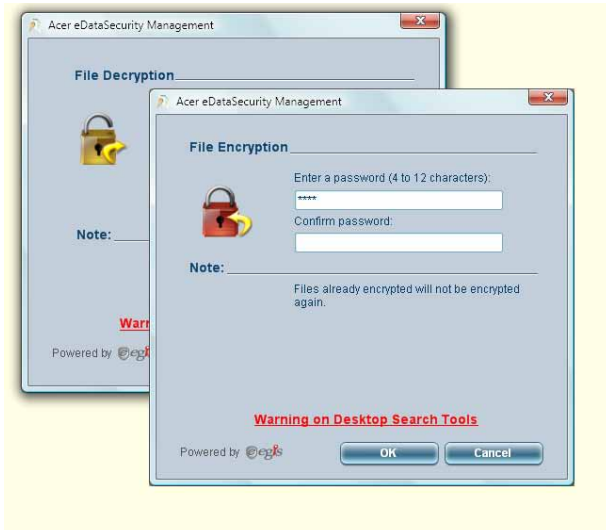 Acer eDataSecurity Management
File Decryption
Note:
Warn
Powered by egi
Acer eDataSecurity Management
File Encryption
Enter a password (4 to 12 characters):
****
Confirm password:
Note:
Files already encrypted will not be encrypted
again.
Warning on Desktop Search Tools
Powered by egis
OK Cancel